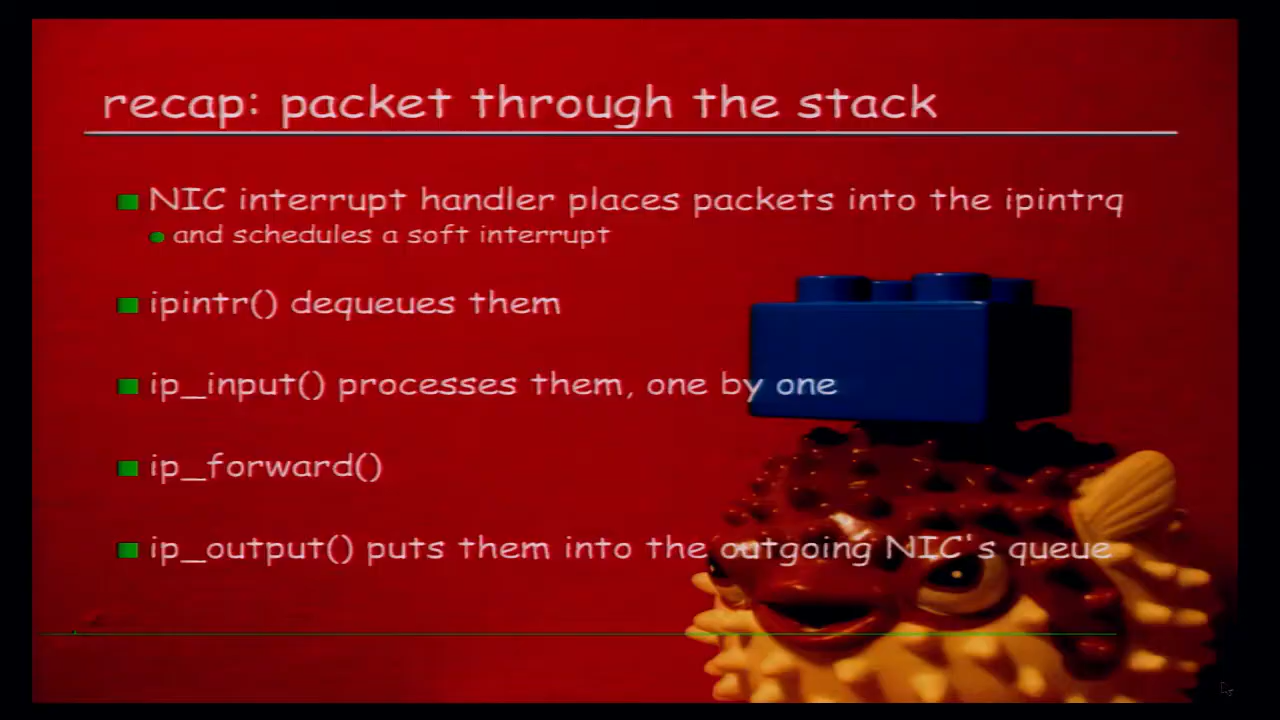 recap: packet through the stack
NIC interrupt handler places packets into the ipintrq
and schedules a soft interrupt
ipintr() dequeues them
ip_input() processes them, one by one
ip_forward()
ip_output() puts them into the outgoing NIC's queue